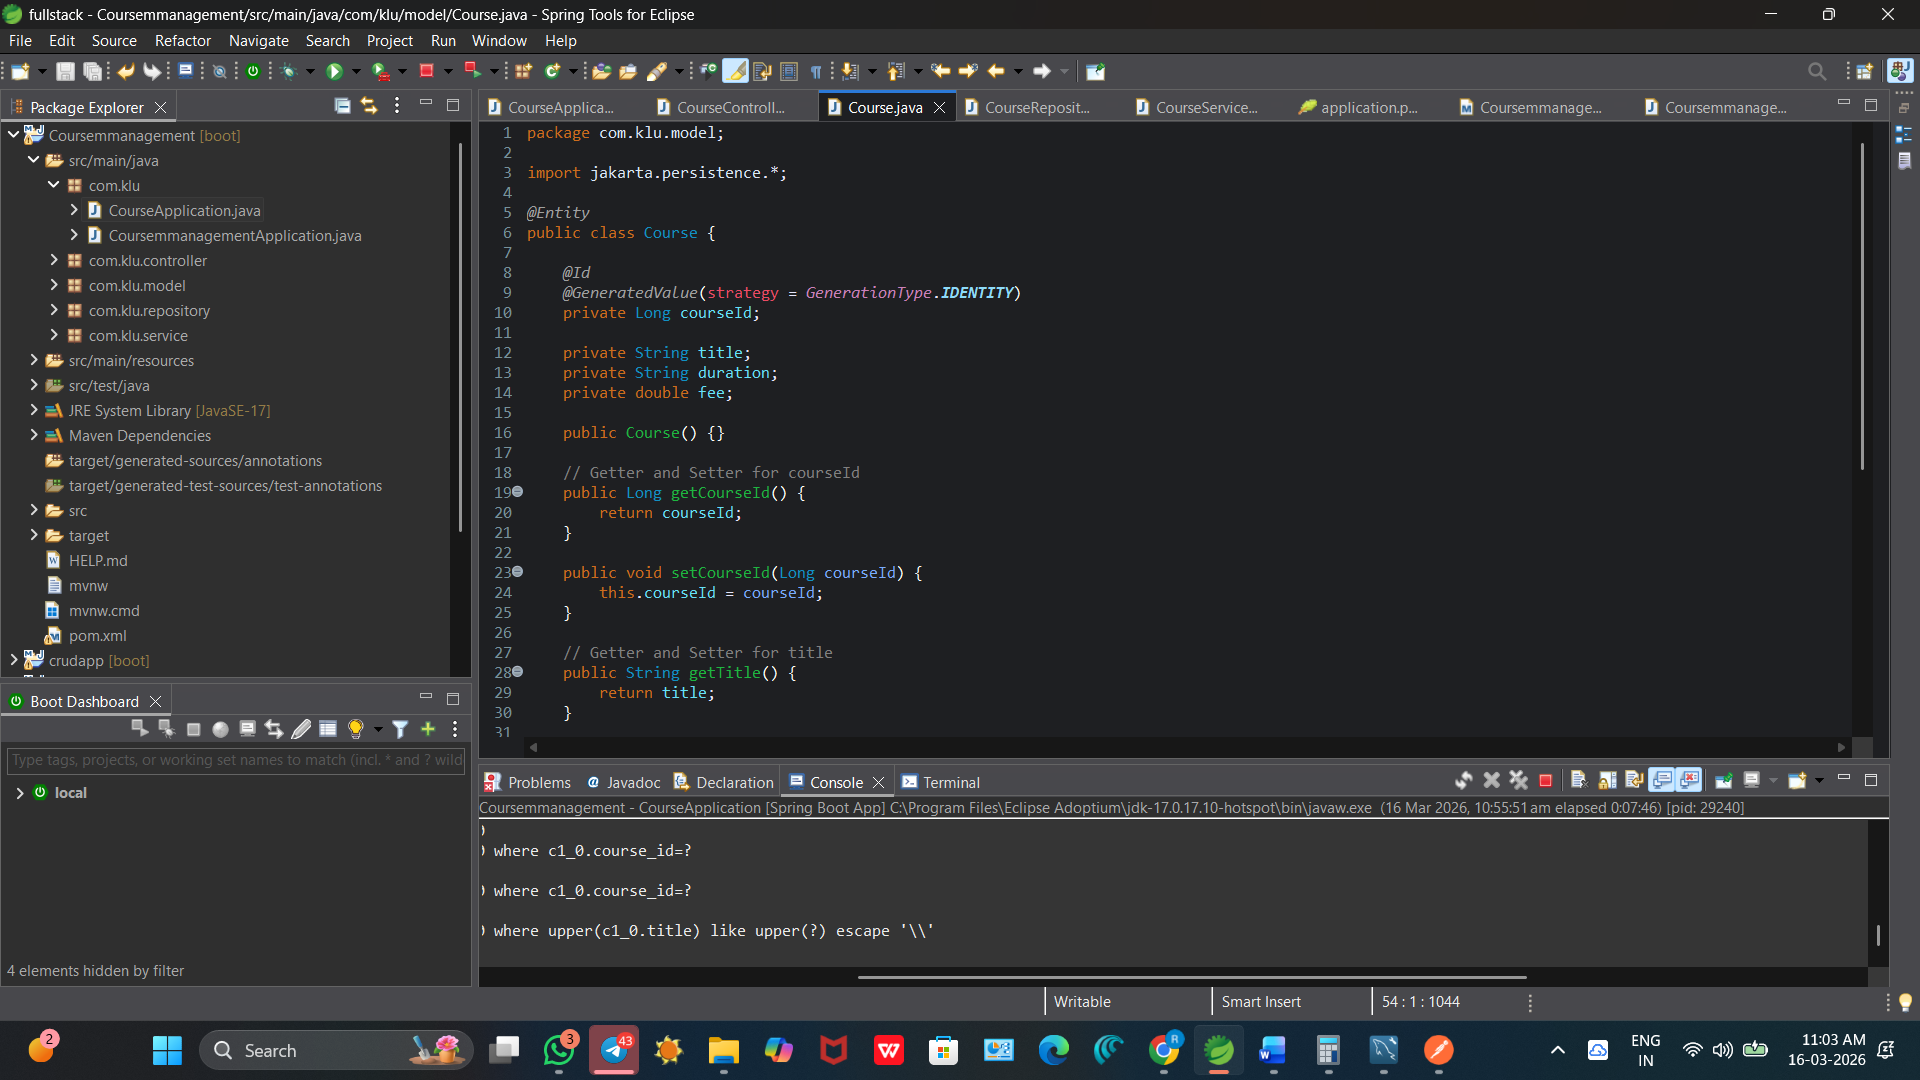 fullstack - Coursemmanagement/src/main/java/com/klu/model/Course.java - Spring Tools for Eclipse
File Edit Source Refactor Navigate Search Project Run Window Help
Package Explorer
Coursemmanagement [boot]
src/main/java
com.klu
CourseApplication.java
CoursemmanagementApplication.java
com.klu.controller
com.klu.model
com.klu.repository
com.klu.service
src/main/resources
src/test/java
JRE System Library [JavaSE-17]
Maven Dependencies
target/generated-sources/annotations
target/generated-test-sources/test-annotations
src
target
HELP.md
mvnw
mvnw.cmd
pom.xml
crudapp [boot]
Boot Dashboard
Type tags, projects, or working set names to match (incl. * and ? wild
local
4 elements hidden by filter
CourseApplica... CourseControll... Course.java CourseReposit... CourseService... application.p... Coursemmanage... Coursemmanage...
1 package com.klu.model;
2
3 import jakarta.persistence.*;
4
5 @Entity
6 public class Course {
7
8 @Id
9 @GeneratedValue(strategy = GenerationType.IDENTITY)
10 private Long courseId;
11
12 private String title;
13 private String duration;
14 private double fee;
15
16 public Course() {}
17
18 // Getter and Setter for courseId
19 public Long getCourseId() {
20 return courseId;
21 }
22
23 public void setCourseId(Long courseId) {
24 this.courseId = courseId;
25 }
26
27 // Getter and Setter for title
28 public String getTitle() {
29 return title;
30 }
31
Problems Javadoc Declaration Console Terminal
Coursemmanagement - CourseApplication [Spring Boot App] C:\Program Files\Eclipse Adoptium\jdk-17.0.17.10-hotspot\bin\javaw.exe (16 Mar 2026, 10:55:51 am elapsed 0:07:46) [pid: 29240]
)
) where c1_0.course_id=?
) where c1_0.course_id=?
) where upper(c1_0.title) like upper(?) escape '\\'
Writable Smart Insert 54 : 1 : 1044
2
Search
3
43
W
R
ENG
IN
11:03 AM
16-03-2026